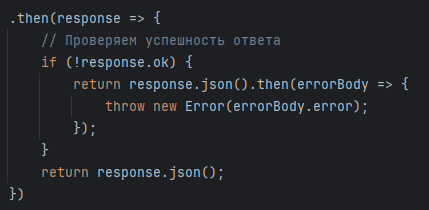 .then(response => {
    // Проверяем успешность ответа
    if (!response.ok) {
        return response.json().then(errorBody => {
            throw new Error(errorBody.error);
        });
    }
    return response.json();
})